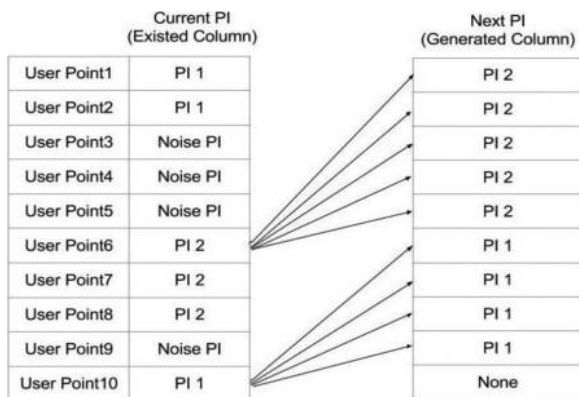 Current PI
(Existed Column)
Next PI
(Generated Column)
User Point1 PI 1 PI 2
User Point2 PI 1 PI 2
User Point3 Noise PI PI 2
User Point4 Noise PI PI 2
User Point5 Noise PI PI 2
User Point6 PI 2 PI 1
User Point7 PI 2 PI 1
User Point8 PI 2 PI 1
User Point9 Noise PI PI 1
User Point10 PI 1 None